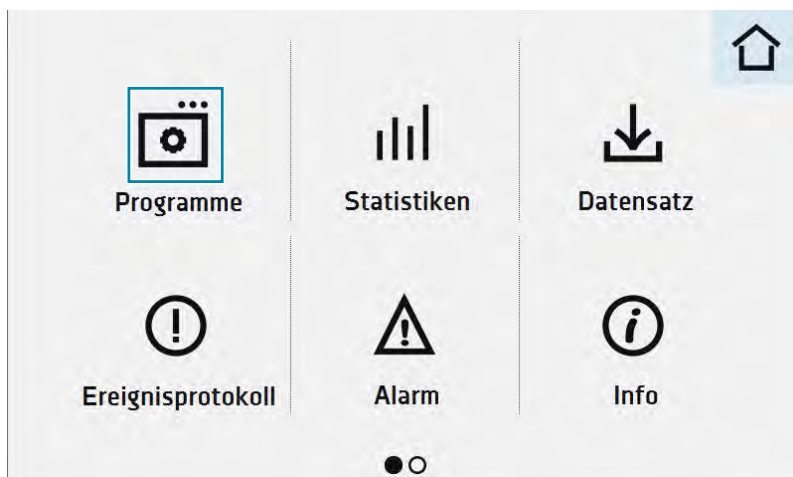 Programme
Statistiken
Datensatz
Ereignisprotokoll
Alarm
Info